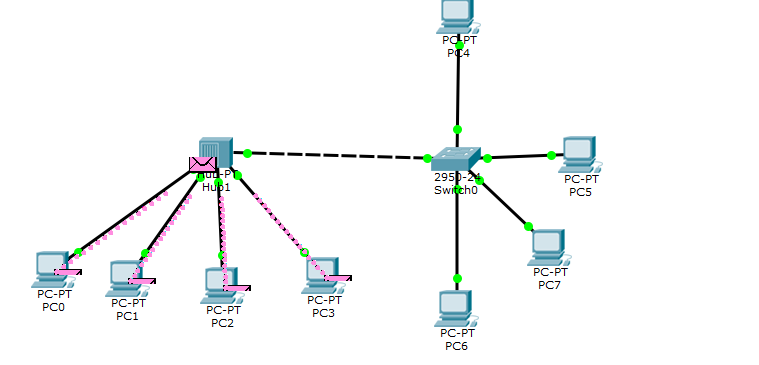 PC-PT
PC4
Hub-PT
Hub1
2950-24
Switch0
PC-PT
PC5
PC-PT
PC7
PC-PT
PC0
PC-PT
PC1
PC-PT
PC2
PC-PT
PC3
PC-PT
PC6